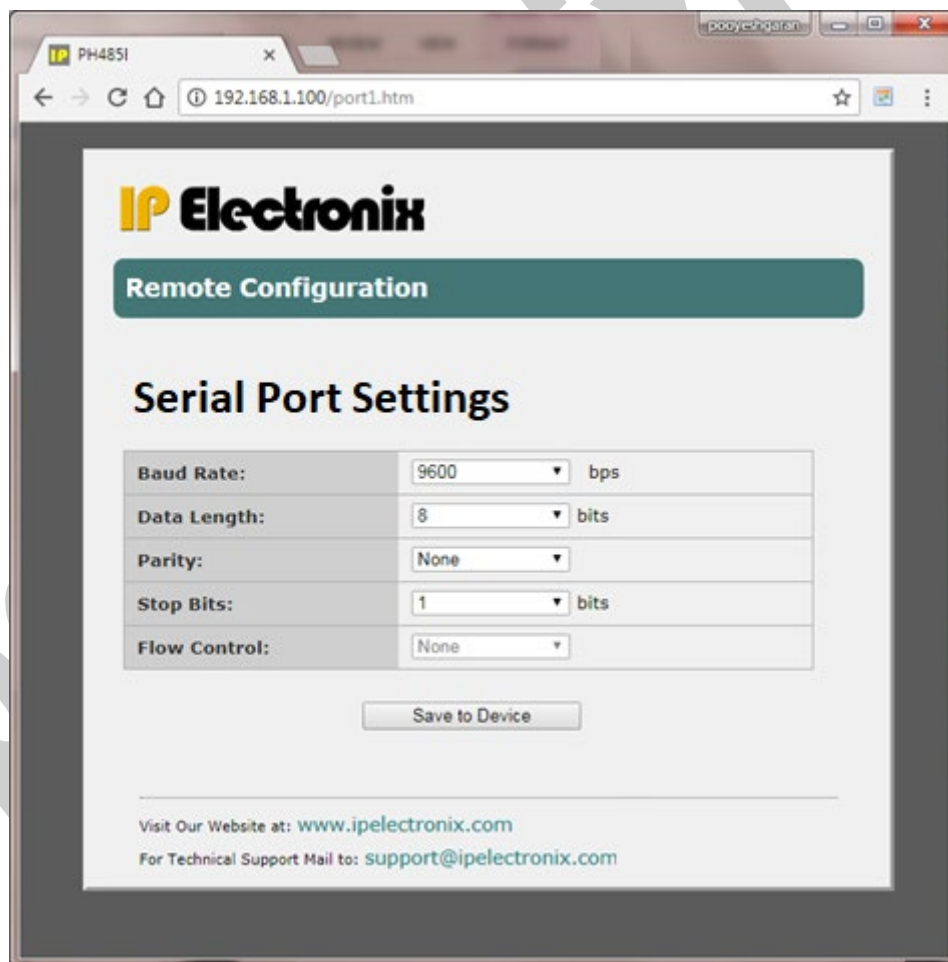 pooyeshgaran
PH485I
192.168.1.100/port1.htm
IP Electronix
Remote Configuration
Serial Port Settings
Baud Rate: 9600 bps
Data Length: 8 bits
Parity: None
Stop Bits: 1 bits
Flow Control: None
Save to Device
Visit Our Website at: www.ipelectronix.com
For Technical Support Mail to: support@ipelectronix.com